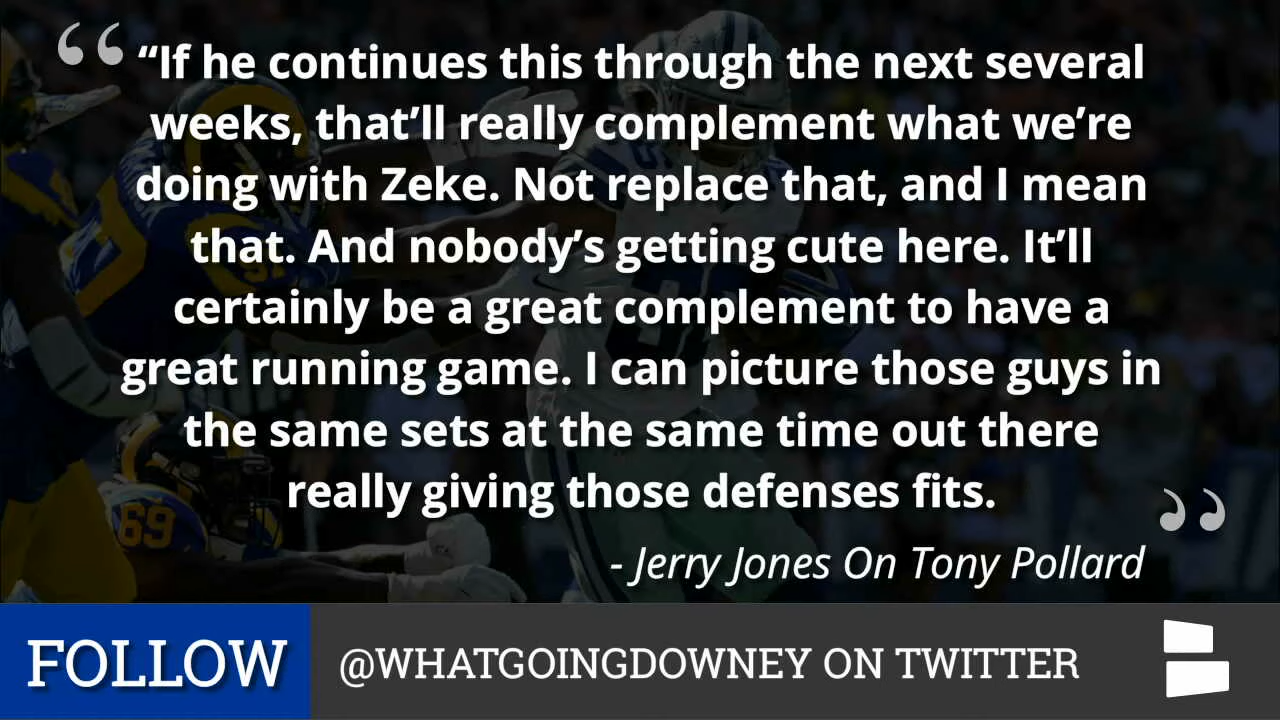 “If he continues this through the next several
weeks, that’ll really complement what we’re
doing with Zeke. Not replace that, and I mean
that. And nobody’s getting cute here. It’ll
certainly be a great complement to have a
great running game. I can picture those guys in
the same sets at the same time out there
really giving those defenses fits.
- Jerry Jones On Tony Pollard
69
FOLLOW
@WHATGOINGDOWNEY ON TWITTER